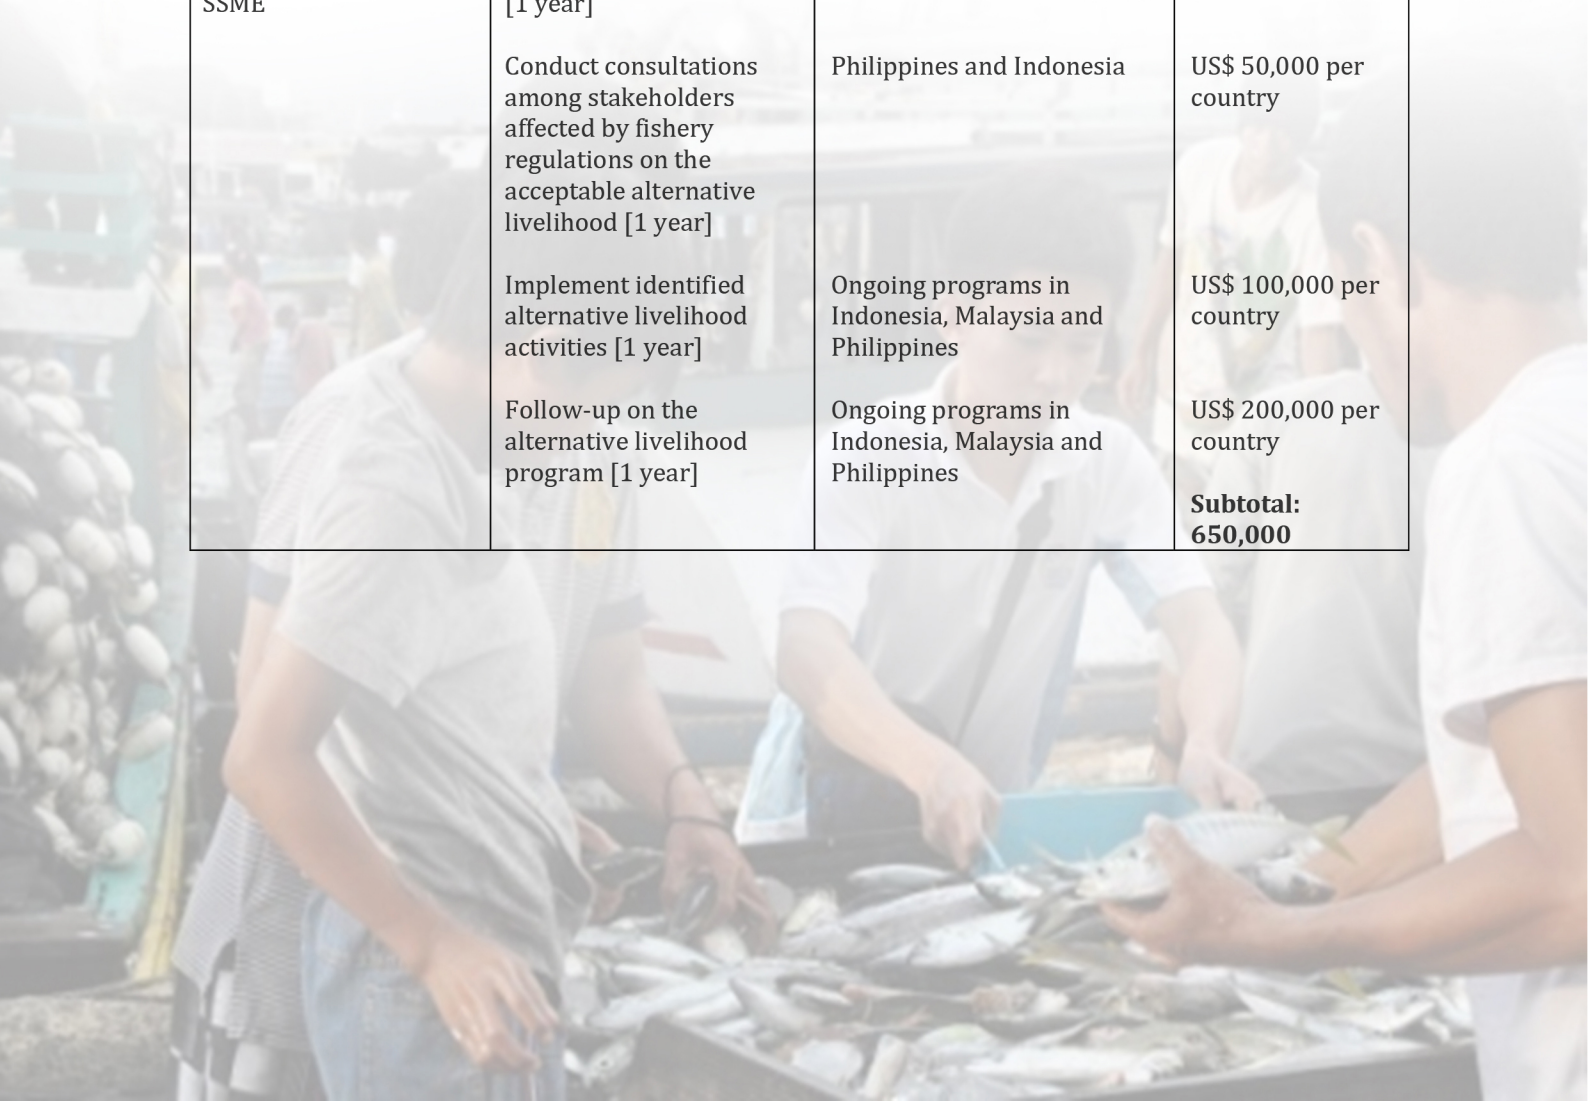 SSME
[1 year]
Conduct consultations
among stakeholders
affected by fishery
regulations on the
acceptable alternative
livelihood [1 year]
Philippines and Indonesia
US$ 50,000 per
country
Implement identified
alternative livelihood
activities [1 year]
Ongoing programs in
Indonesia, Malaysia and
Philippines
US$ 100,000 per
country
Follow-up on the
alternative livelihood
program [1 year]
Ongoing programs in
Indonesia, Malaysia and
Philippines
US$ 200,000 per
country
Subtotal:
650,000